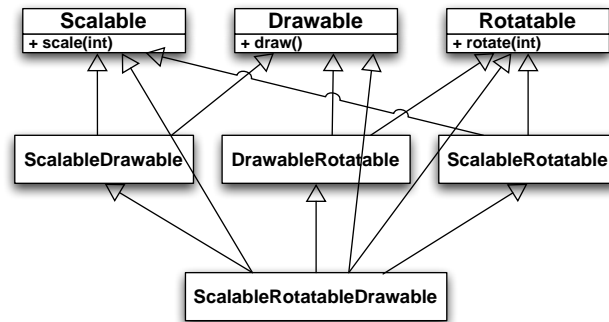 Scalable
+ scale(int)
Drawable
+ draw()
Rotatable
+ rotate(int)
ScalableDrawable
DrawableRotatable
ScalableRotatable
ScalableRotatableDrawable